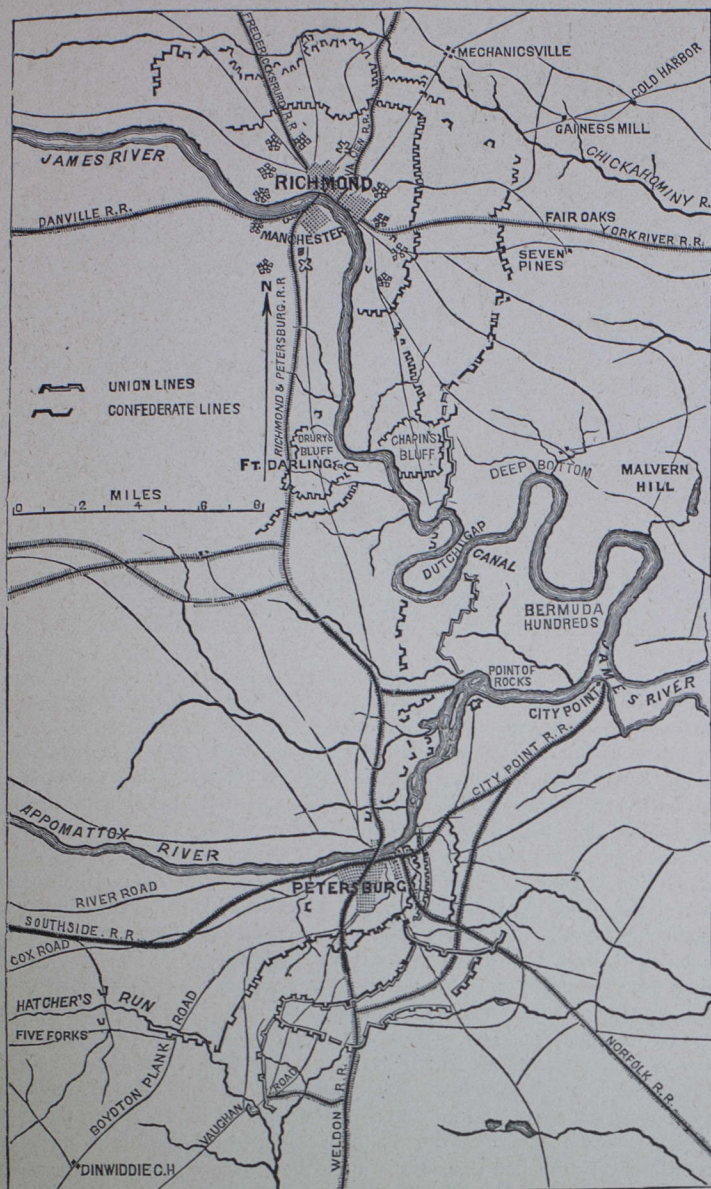 FREDERICKSBURG R.R.
MECHANICSVILLE
COLD HARBOR
GAINESS MILL
JAMES RIVER
CHICKAHOMINY R.
RICHMOND
DANVILLE R.R.
FAIR OAKS
YORK RIVER R.R.
MANCHESTER
SEVEN
PINES
N
RICHMOND & PETERSBURG. R.R
UNION LINES
CONFEDERATE LINES
DRURYS
BLUFF
CHAPINS
BLUFF
FT. DARLING
DEEP BOTTOM
MALVERN
HILL
MILES
0 2 4 6 8
DUTCH GAP
CANAL
BERMUDA
HUNDREDS
POINT OF
ROCKS
JAMES RIVER
CITY POINT
CITY POINT R.R.
APPOMATTOX
RIVER
PETERSBURG
RIVER ROAD
SOUTHSIDE. R.R.
COX ROAD
HATCHER'S RUN
FIVE FORKS
BOYDTON PLANK ROAD
VAUGHAN ROAD
WELDON R.R.
NORFOLK R.R.
DINWIDDIE C.H